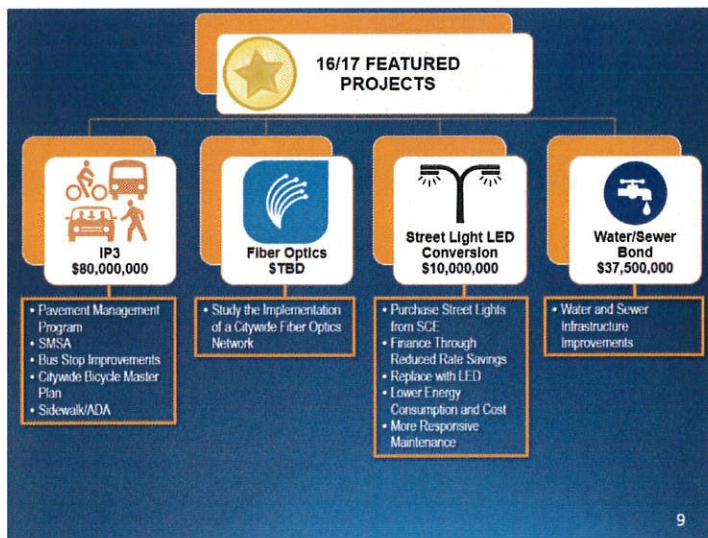 16/17 FEATURED
PROJECTS
IP3
$80,000,000
• Pavement Management
Program
• SMSA
• Bus Stop Improvements
• Citywide Bicycle Master
Plan
• Sidewalk/ADA
Fiber Optics
$TBD
• Study the Implementation
of a Citywide Fiber Optics
Network
Street Light LED
Conversion
$10,000,000
• Purchase Street Lights
from SCE
• Finance Through
Reduced Rate Savings
• Replace with LED
• Lower Energy
Consumption and Cost
• More Responsive
Maintenance
Water/Sewer
Bond
$37,500,000
• Water and Sewer
Infrastructure
Improvements
9